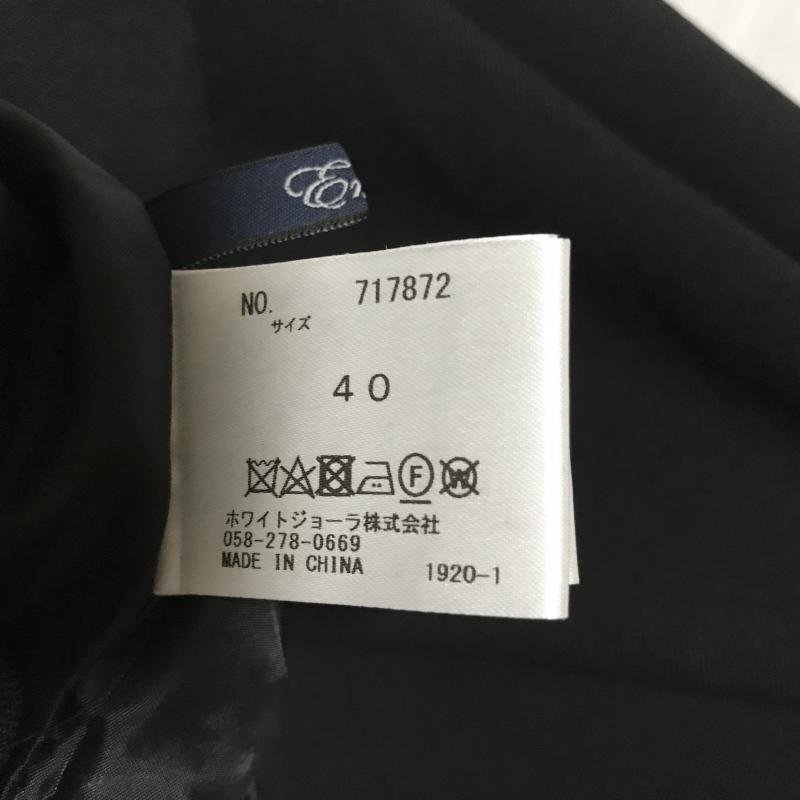 NO. 717872
サイズ
40
F W
ホワイトジョーラ株式会社
058-278-0669
MADE IN CHINA 1920-1